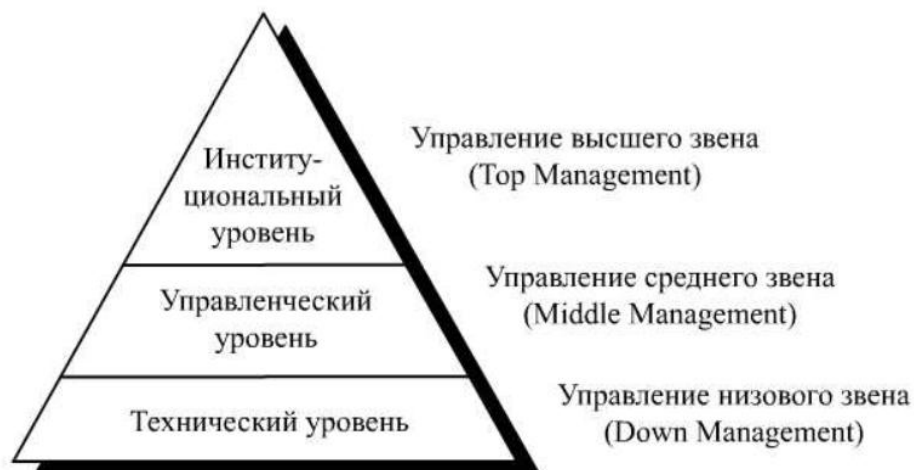 Институ-
циональный
уровень
Управление высшего звена
(Top Management)
Управленческий
уровень
Управление среднего звена
(Middle Management)
Технический уровень
Управление низового звена
(Down Management)